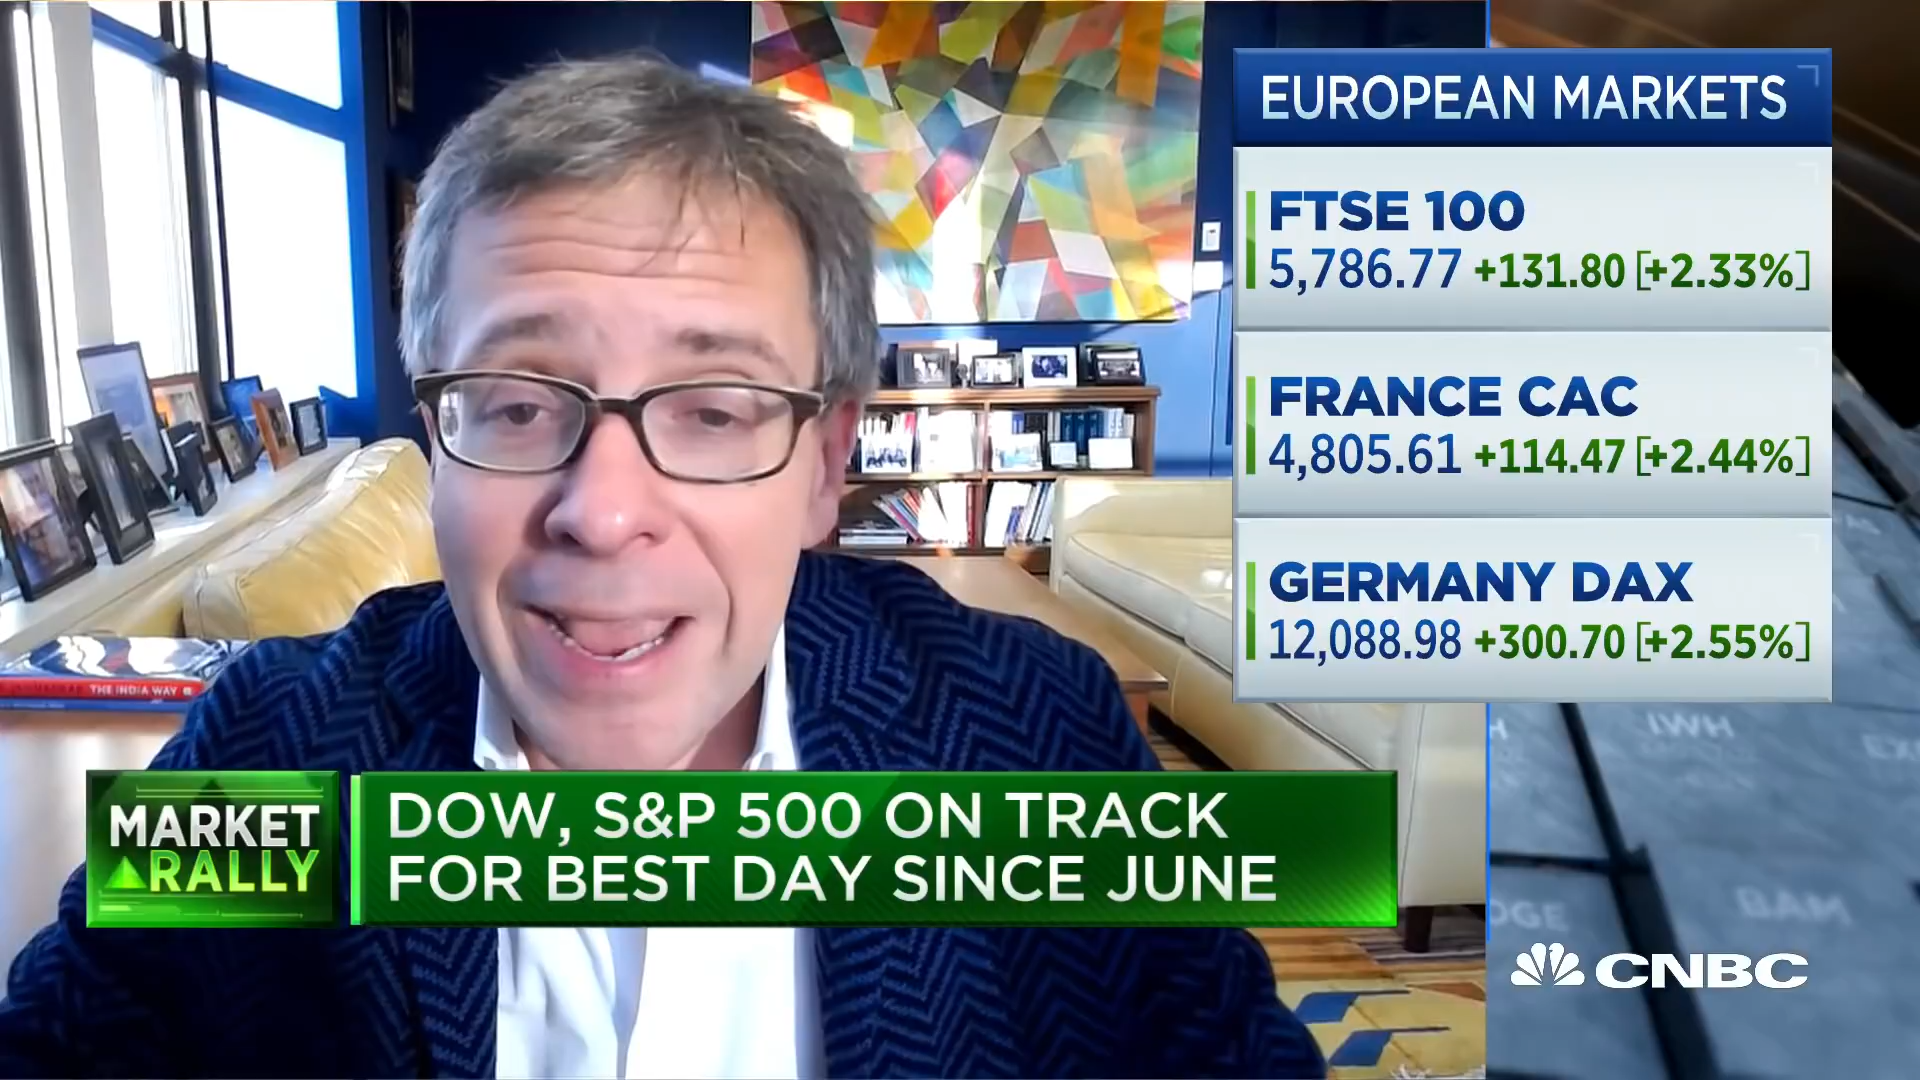 EUROPEAN MARKETS
FTSE 100
5,786.77 +131.80 [+2.33%]
FRANCE CAC
4,805.61 +114.47 [+2.44%]
GERMANY DAX
12,088.98 +300.70 [+2.55%]
THE INDIA WAY
MARKET
RALLY
DOW, S&P 500 ON TRACK
FOR BEST DAY SINCE JUNE
IWH
BAM
CNBC